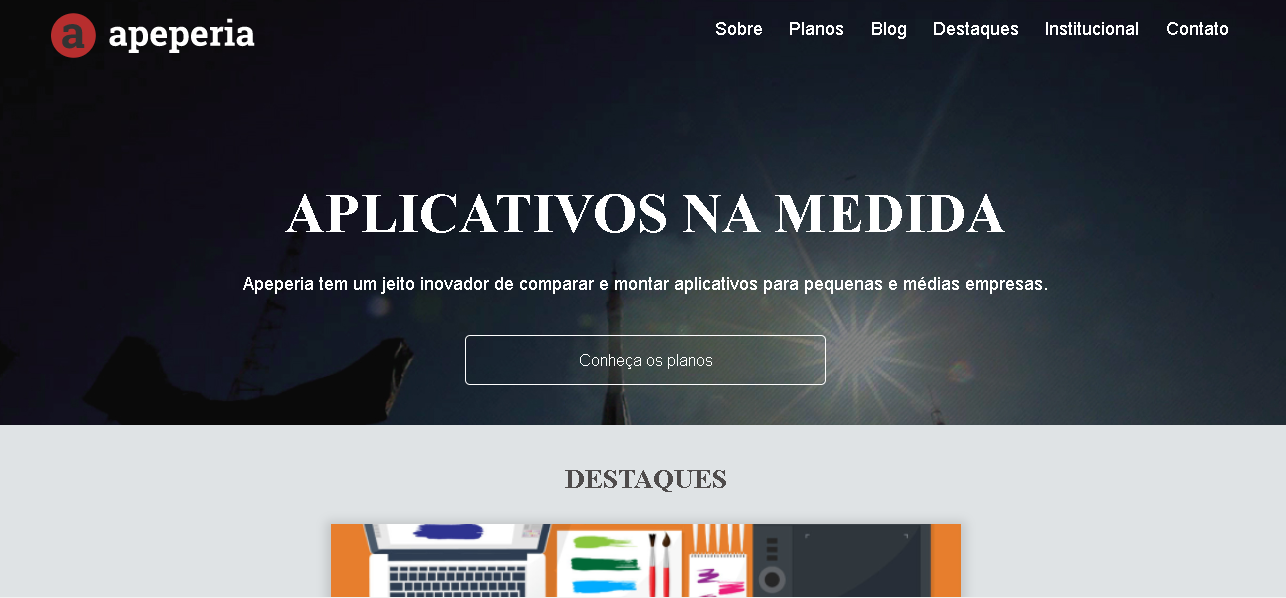 a apeperia
Sobre Planos Blog Destaques Institucional Contato
APLICATIVOS NA MEDIDA
Apeperia tem um jeito inovador de comparar e montar aplicativos para pequenas e médias empresas.
Conheça os planos
DESTAQUES